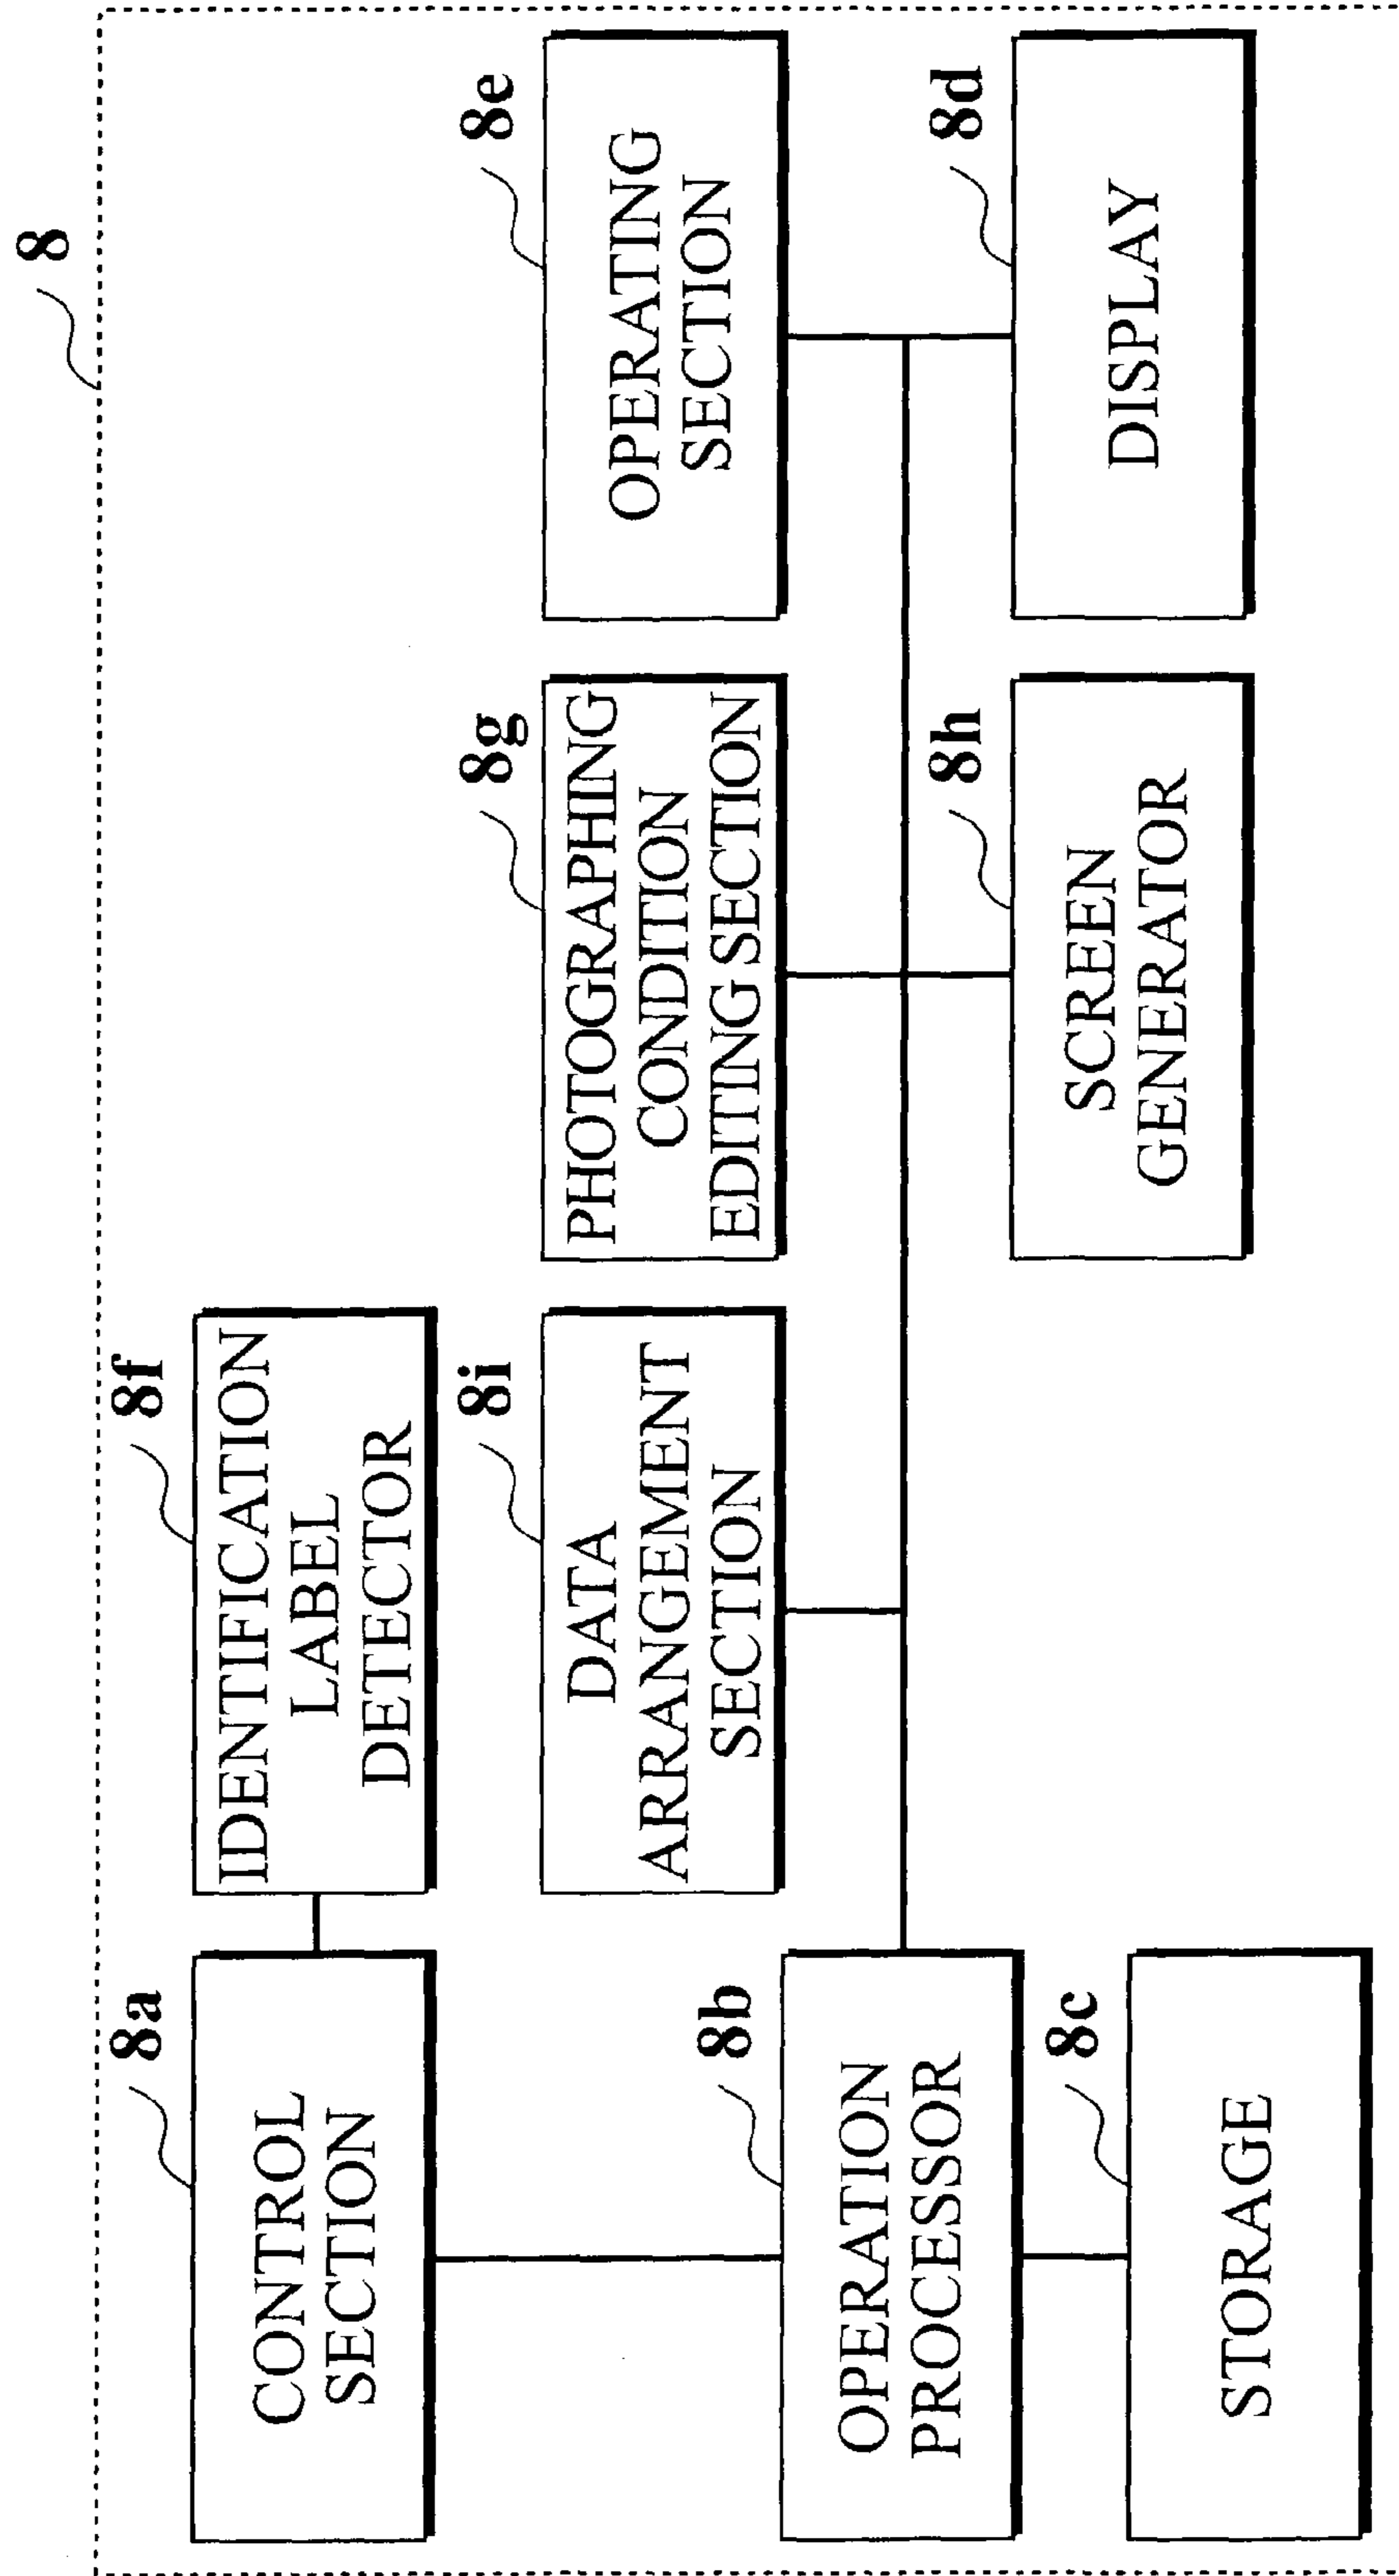 8
8a
CONTROL
SECTION
8f
IDENTIFICATION
LABEL
DETECTOR
8i
DATA
ARRANGEMENT
SECTION
8g
PHOTOGRAPHING
CONDITION
EDITING SECTION
8e
OPERATING
SECTION
8b
OPERATION
PROCESSOR
8c
STORAGE
8h
SCREEN
GENERATOR
8d
DISPLAY